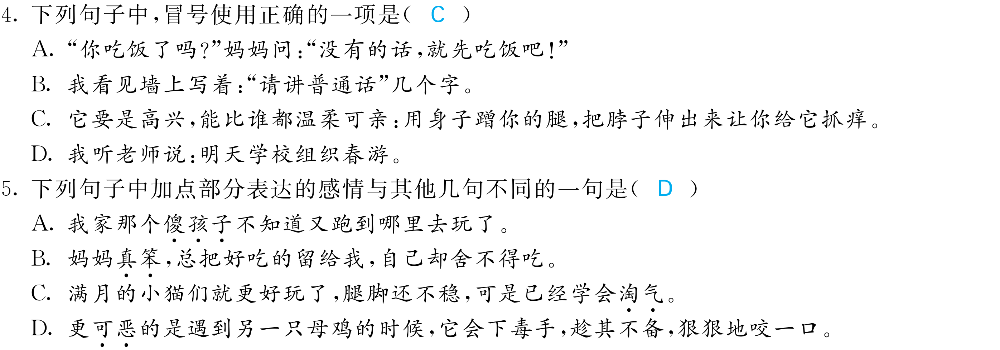 4. 下列句子中,冒号使用正确的一项是( C )
A. “你吃饭了吗?”妈妈问:“没有的话,就先吃饭吧!”
B. 我看见墙上写着:“请讲普通话”几个字。
C. 它要是高兴,能比谁都温柔可亲:用身子蹭你的腿,把脖子伸出来让你给它抓痒。
D. 我听老师说:明天学校组织春游。
5. 下列句子中加点部分表达的感情与其他几句不同的一句是( D )
A. 我家那个傻孩子不知道又跑到哪里去玩了。
B. 妈妈真笨,总把好吃的留给我,自己却舍不得吃。
C. 满月的小猫们就更好玩了,腿脚还不稳,可是已经学会淘气。
D. 更可恶的是遇到另一只母鸡的时候,它会下毒手,趁其不备,狠狠地咬一口。